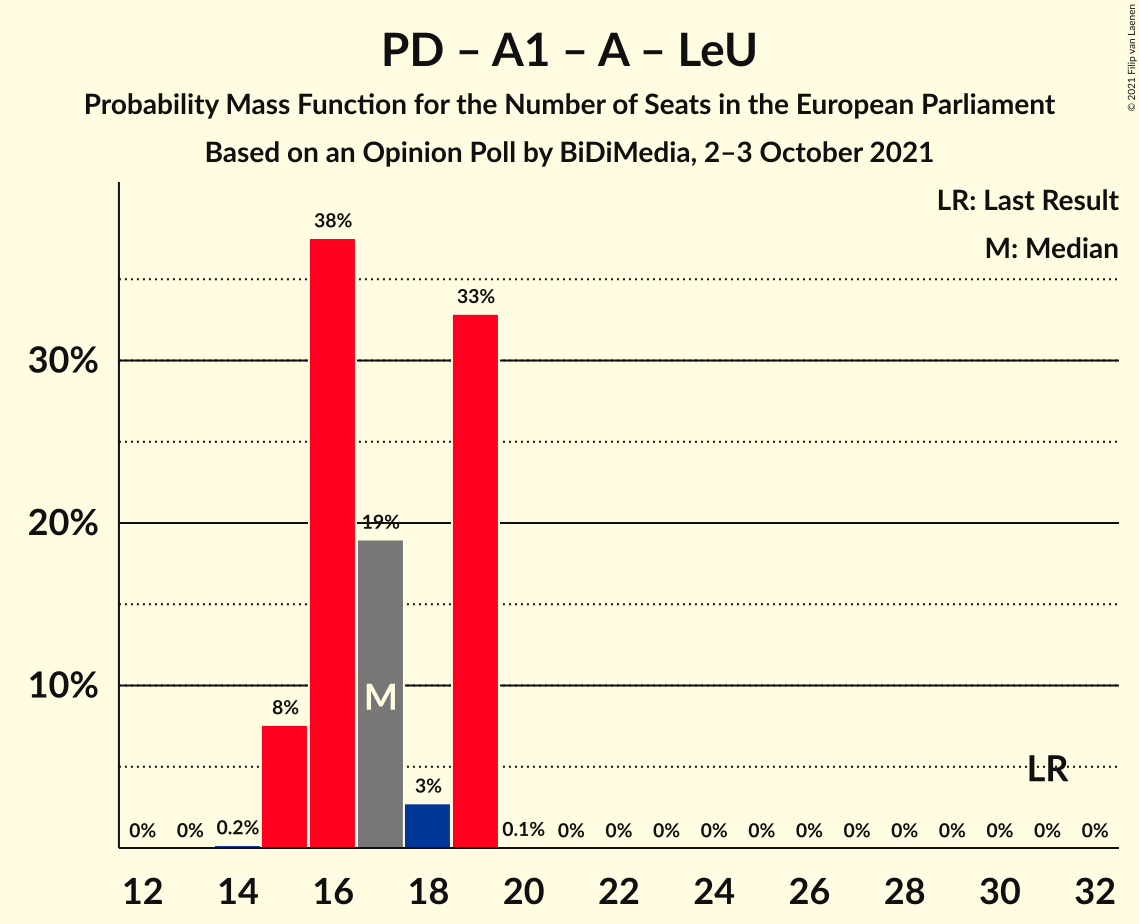 PD – A1 – A – LeU
Probability Mass Function for the Number of Seats in the European Parliament
Based on an Opinion Poll by BiDiMedia, 2–3 October 2021
© 2021 Filip van Laenen
LR: Last Result
M: Median
38%
33%
30%
20%
19%
10%
M
8%
LR
3%
0% 0% 0.2% 0.1% 0% 0% 0% 0% 0% 0% 0% 0% 0% 0% 0% 0%
12 14 16 18 20 22 24 26 28 30 32